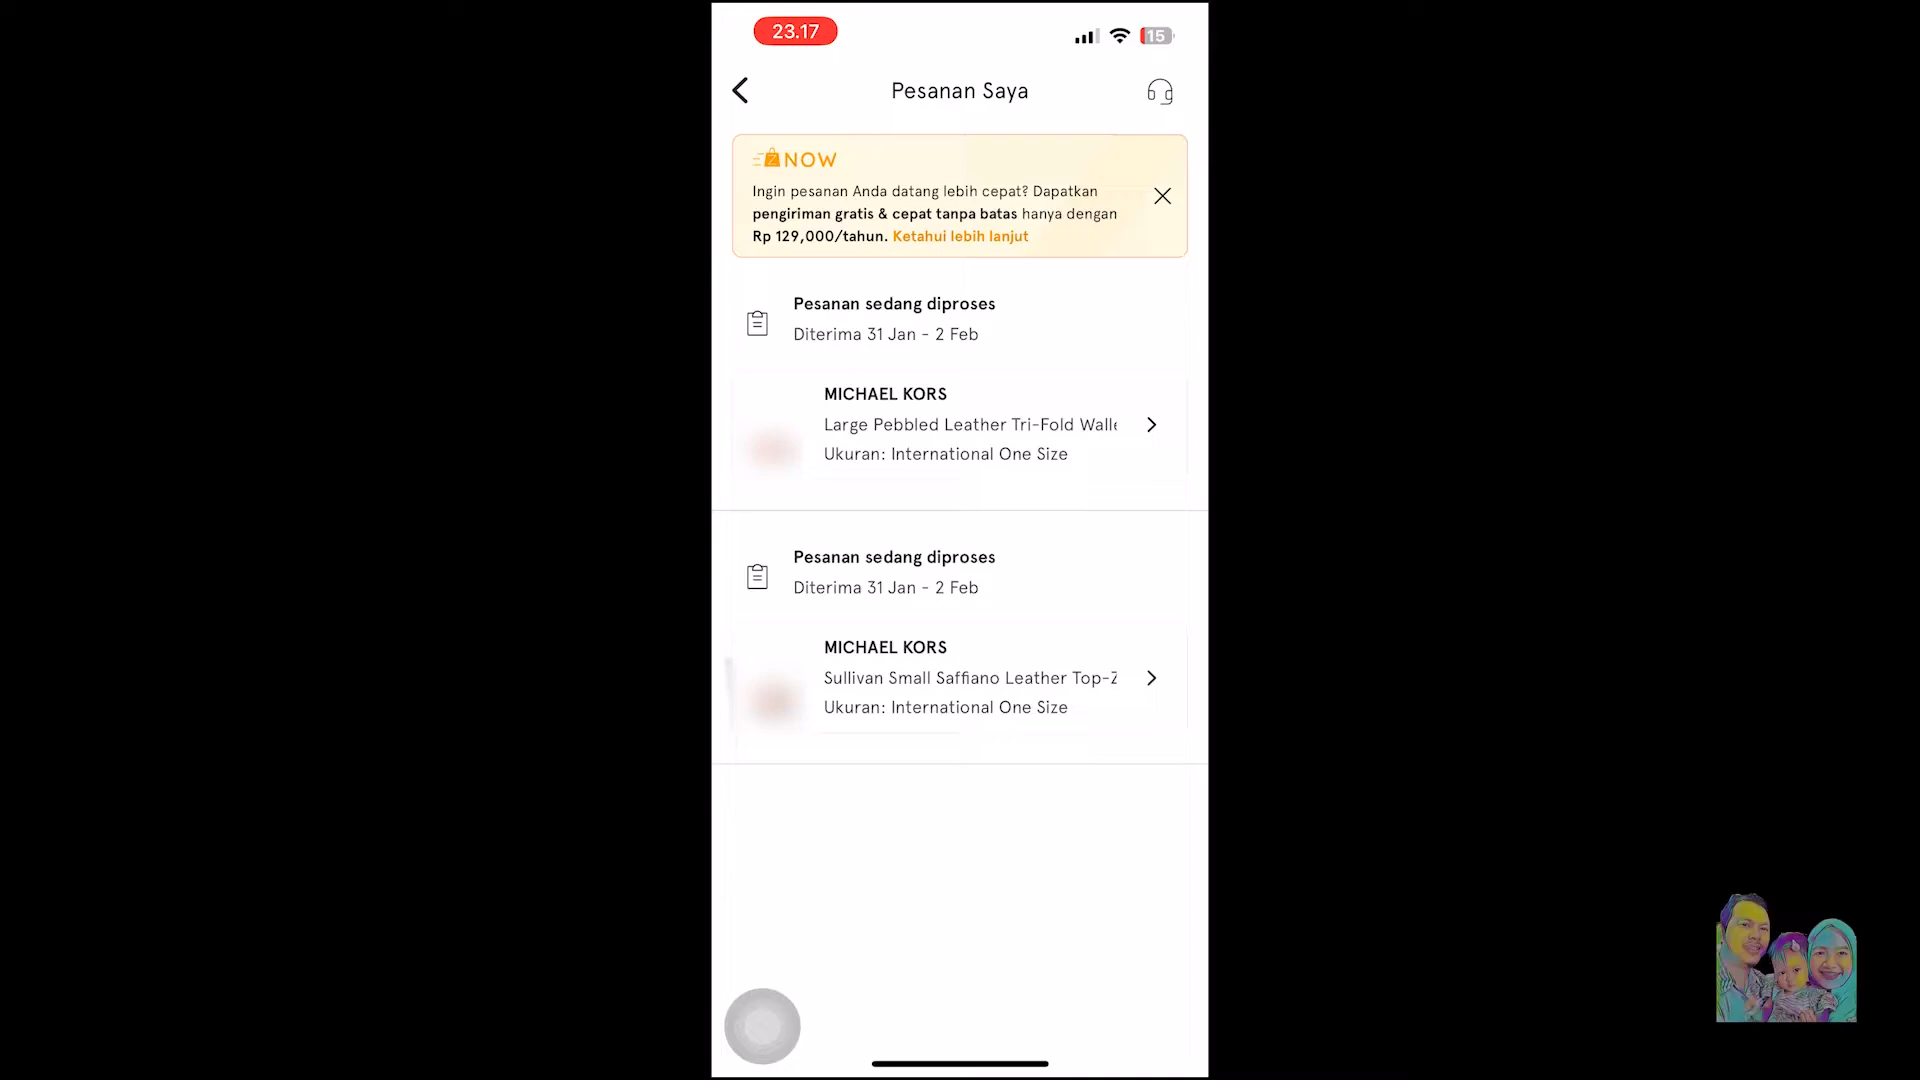 23.17
15
Pesanan Saya
NOW
Ingin pesanan Anda datang lebih cepat? Dapatkan
pengiriman gratis & cepat tanpa batas hanya dengan
Rp 129,000/tahun. Ketahui lebih lanjut
Pesanan sedang diproses
Diterima 31 Jan - 2 Feb
MICHAEL KORS
Large Pebbled Leather Tri-Fold Walle
Ukuran: International One Size
Pesanan sedang diproses
Diterima 31 Jan - 2 Feb
MICHAEL KORS
Sullivan Small Saffiano Leather Top-Z
Ukuran: International One Size